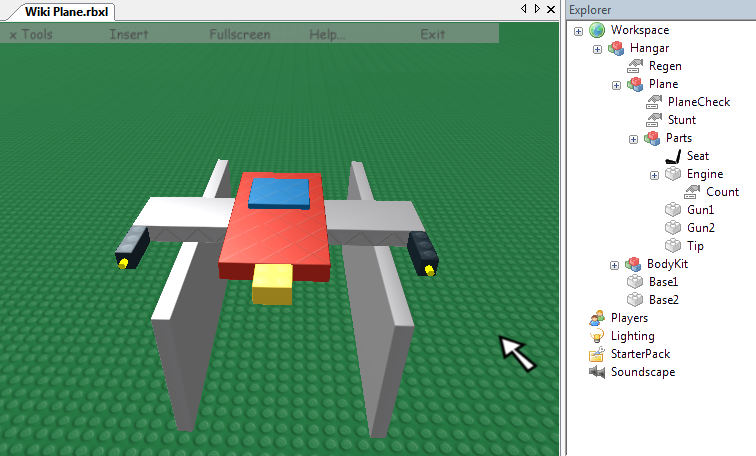 Wiki Plane.rbxl
x Tools Insert Fullscreen Help... Exit
Explorer
Workspace
Hangar
Regen
Plane
PlaneCheck
Stunt
Parts
Seat
Engine
Count
Gun1
Gun2
Tip
BodyKit
Base1
Base2
Players
Lighting
StarterPack
Soundscape